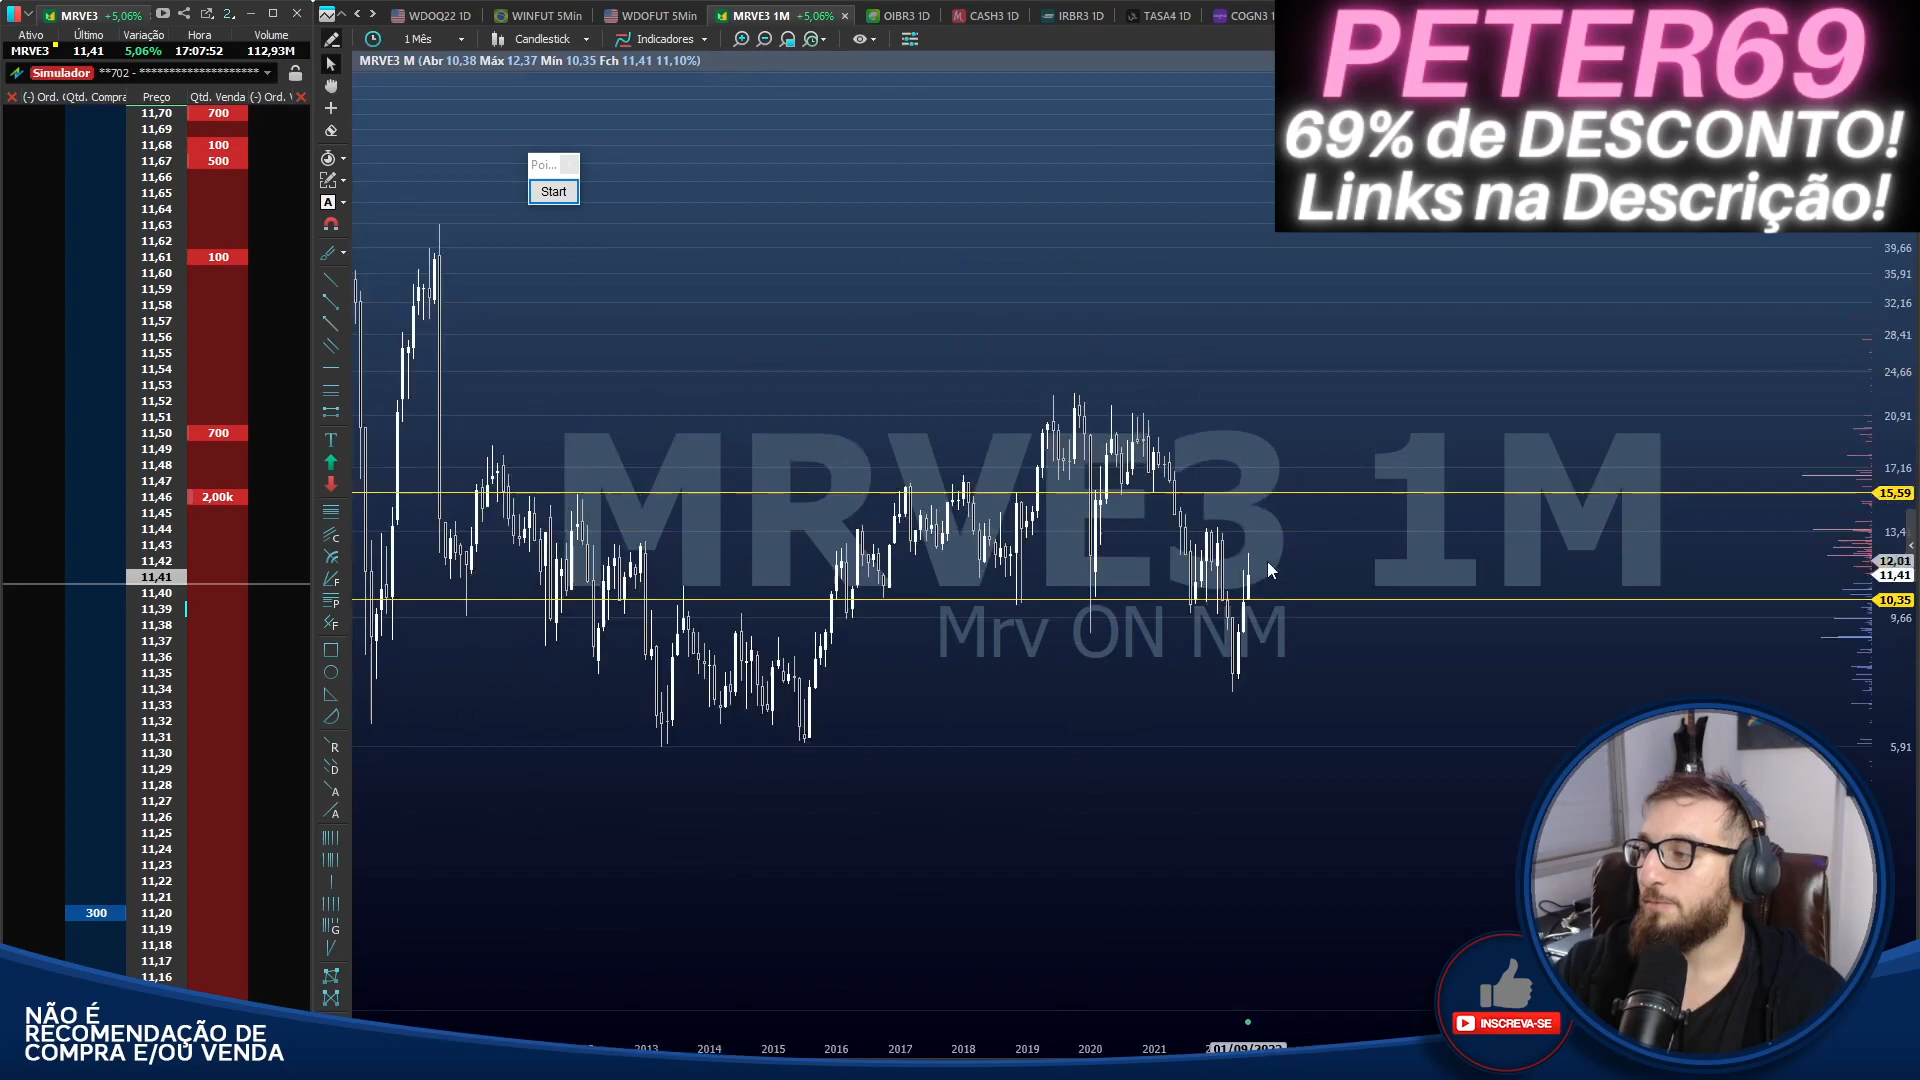 MRVE3 +5,06%
WDOQ22 1D
WINFUT 5Min
WDOFUT 5Min
MRVE3 1M +5,06%
OIBR3 1D
CASH3 1D
IRBR3 1D
TASA4 1D
COGN3
Ativo Último Variação Hora Volume
MRVE3 11,41 5,06% 17:07:52 112,93M
1 Mês Candlestick Indicadores
Simulador **702 - ********************
MRVE3 M (Abr 10,38 Máx 12,37 Mín 10,35 Fch 11,41 11,10%)
(-) Ord. Qtd. Compra Preço Qtd. Venda (-) Ord.
11,70 700
11,69
11,68 100
11,67 500
11,66
11,65
11,64
11,63
11,62
11,61 100
11,60
11,59
11,58
11,57
11,56
11,55
11,54
11,53
11,52
11,51
11,50 700
11,49
11,48
11,47
11,46 2,00k
11,45
11,44
11,43
11,42
11,41
11,40
11,39
11,38
11,37
11,36
11,35
11,34
11,33
11,32
11,31
11,30
11,29
11,28
11,27
11,26
11,25
11,24
11,23
11,22
11,21
300 11,20
11,19
11,18
11,17
11,16
Poi...
Start
PETER69
69% de DESCONTO!
Links na Descrição!
39,66
35,91
32,16
28,41
24,66
20,91
17,16
15,59
12,01
11,41
10,35
9,66
5,91
MRVE3 1M
Mrv ON NM
2013 2014 2015 2016 2017 2018 2019 2020 2021
NÃO É
RECOMENDAÇÃO DE
COMPRA E/OU VENDA
INSCREVA-SE